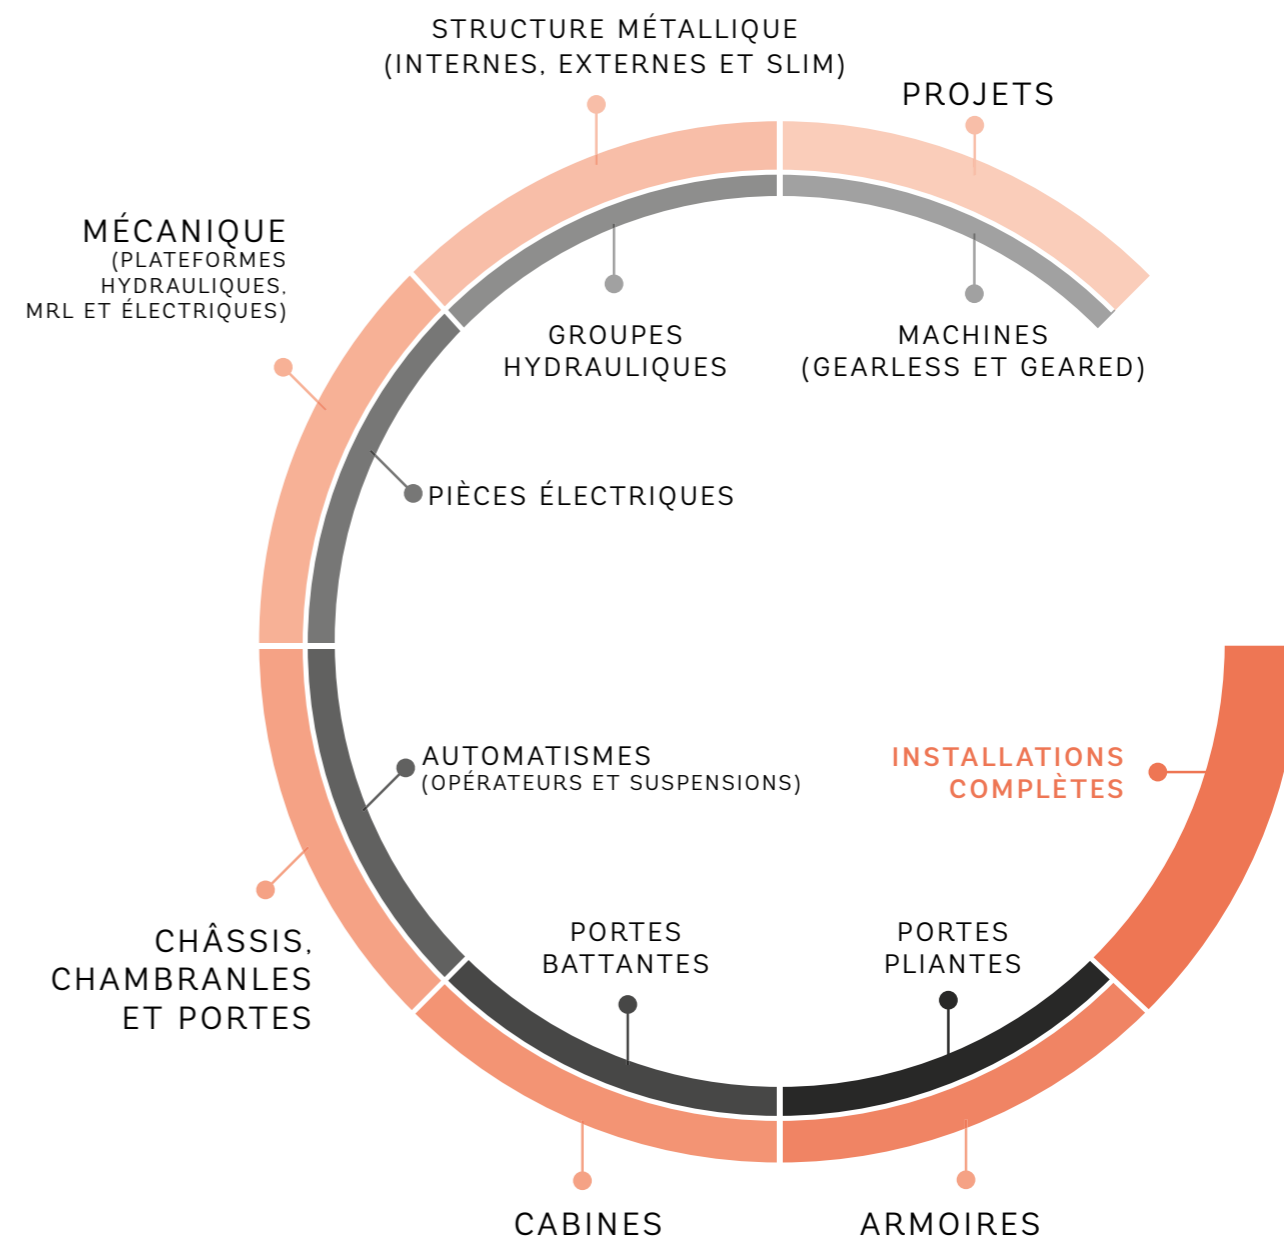 STRUCTURE MÉTALLIQUE
(INTERNES, EXTERNES ET SLIM)
PROJETS
MÉCANIQUE
(PLATEFORMES
HYDRAULIQUES,
MRL ET ÉLECTRIQUES)
GROUPES
HYDRAULIQUES
MACHINES
(GEARLESS ET GEARED)
PIÈCES ÉLECTRIQUES
AUTOMATISMES
(OPÉRATEURS ET SUSPENSIONS)
INSTALLATIONS
COMPLÈTES
CHÂSSIS,
CHAMBRANLES
ET PORTES
PORTES
BATTANTES
PORTES
PLIANTES
CABINES
ARMOIRES